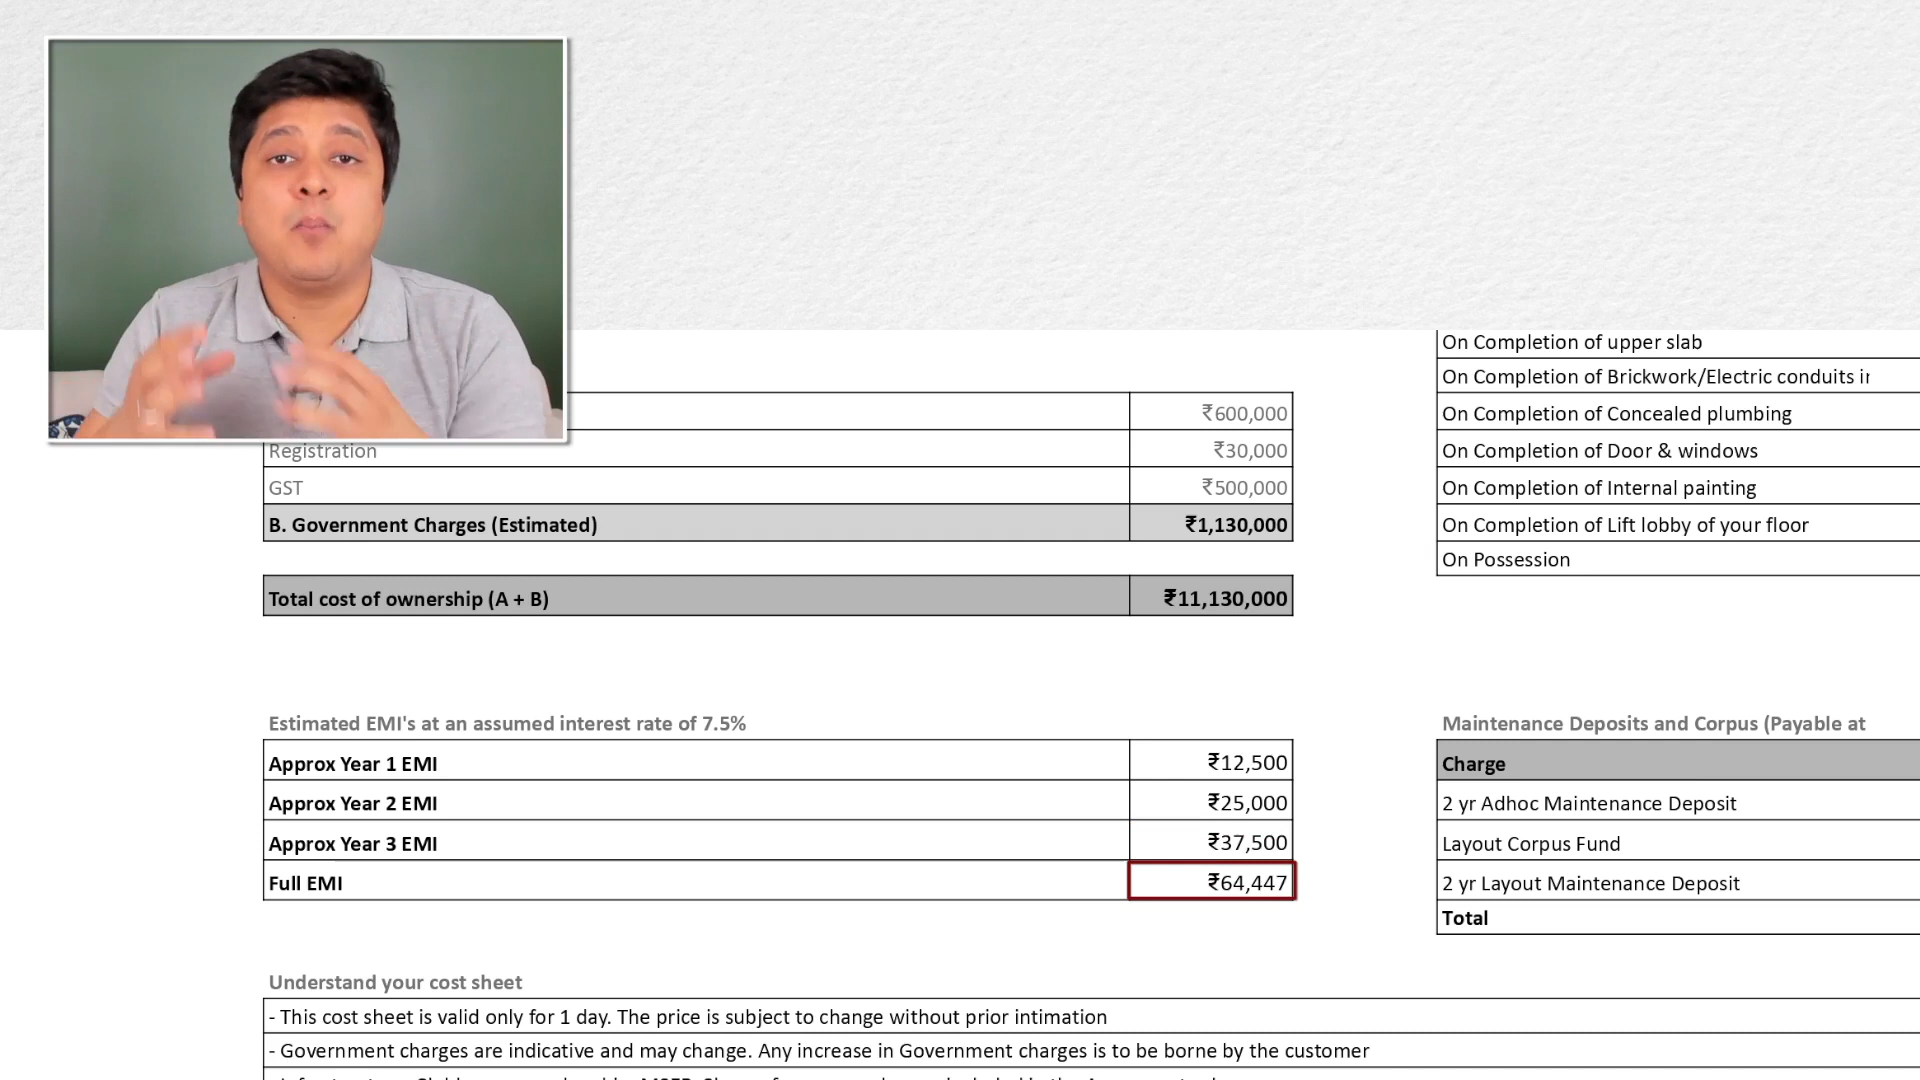 ₹600,000
Registration ₹30,000
GST ₹500,000
B. Government Charges (Estimated) ₹1,130,000
Total cost of ownership (A + B) ₹11,130,000
Estimated EMI's at an assumed interest rate of 7.5%
Approx Year 1 EMI ₹12,500
Approx Year 2 EMI ₹25,000
Approx Year 3 EMI ₹37,500
Full EMI ₹64,447
Understand your cost sheet
- This cost sheet is valid only for 1 day. The price is subject to change without prior intimation
- Government charges are indicative and may change. Any increase in Government charges is to be borne by the customer
On Completion of upper slab
On Completion of Brickwork/Electric conduits
On Completion of Concealed plumbing
On Completion of Door & windows
On Completion of Internal painting
On Completion of Lift lobby of your floor
On Possession
Maintenance Deposits and Corpus (Payable at
Charge
2 yr Adhoc Maintenance Deposit
Layout Corpus Fund
2 yr Layout Maintenance Deposit
Total